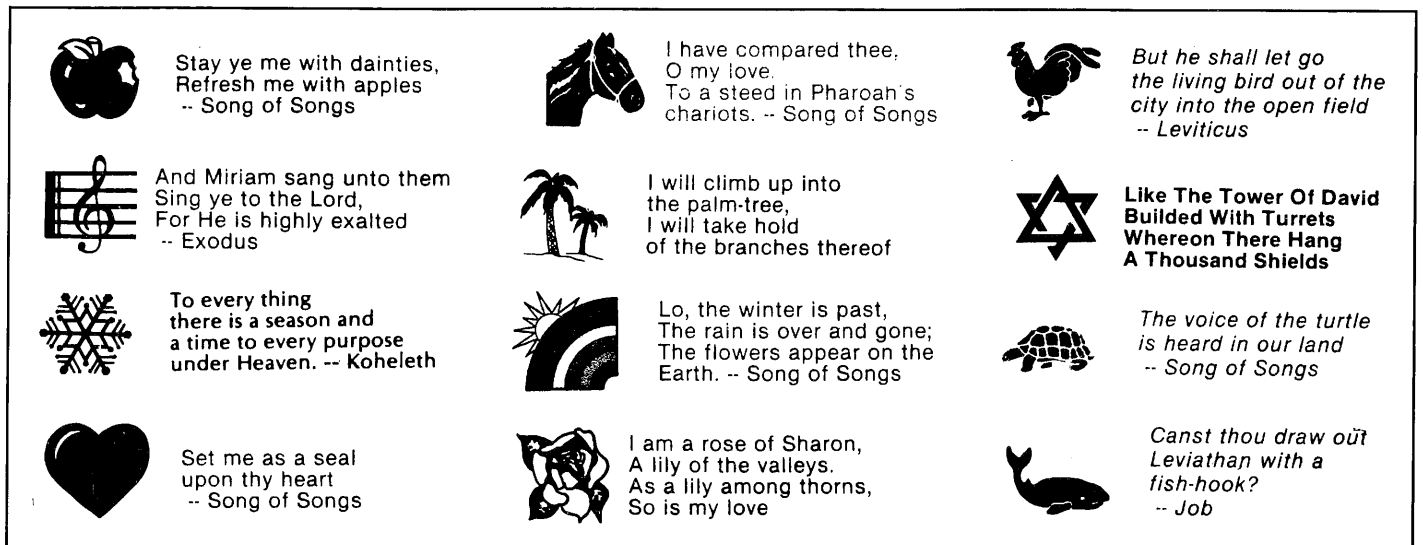 Stay ye me with dainties,
Refresh me with apples
-- Song of Songs
I have compared thee,
O my love.
To a steed in Pharoah's
chariots. -- Song of Songs
But he shall let go
the living bird out of the
city into the open field
-- Leviticus
And Miriam sang unto them
Sing ye to the Lord,
For He is highly exalted
-- Exodus
I will climb up into
the palm-tree,
I will take hold
of the branches thereof
Like The Tower Of David
Builded With Turrets
Whereon There Hang
A Thousand Shields
To every thing
there is a season and
a time to every purpose
under Heaven. -- Koheleth
Lo, the winter is past,
The rain is over and gone;
The flowers appear on the
Earth. -- Song of Songs
The voice of the turtle
is heard in our land
-- Song of Songs
Set me as a seal
upon thy heart
-- Song of Songs
I am a rose of Sharon,
A lily of the valleys.
As a lily among thorns,
So is my love
Canst thou draw out
Leviathan with a
fish-hook?
-- Job